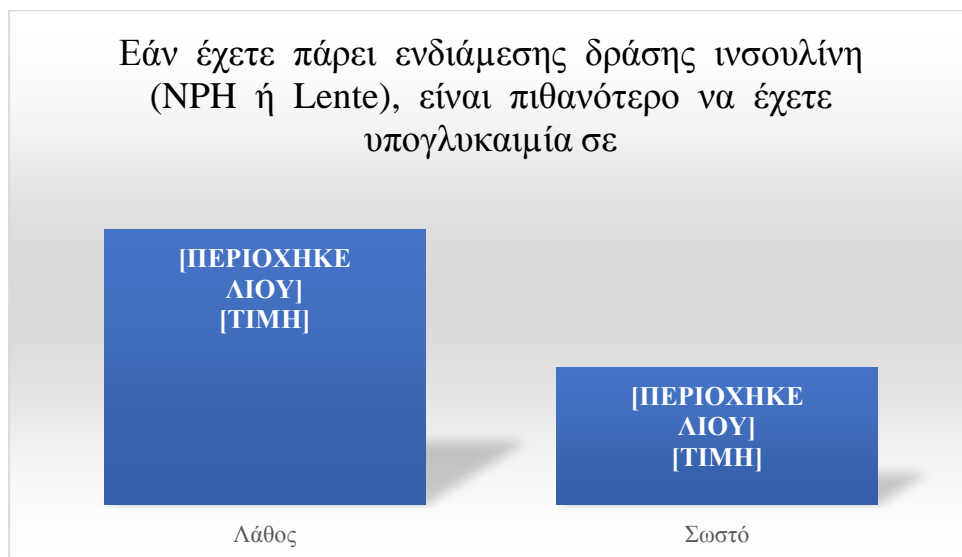 Εάν έχετε πάρει ενδιάμεσης δράσης ινσουλίνη
(NPH ή Lente), είναι πιθανότερο να έχετε
υπογλυκαιμία σε
[ΠΕΡΙΟΧΗΚΕ
ΛΙΟΥ]
[ΤΙΜΗ]
[ΠΕΡΙΟΧΗΚΕ
ΛΙΟΥ]
[ΤΙΜΗ]
Λάθος
Σωστό